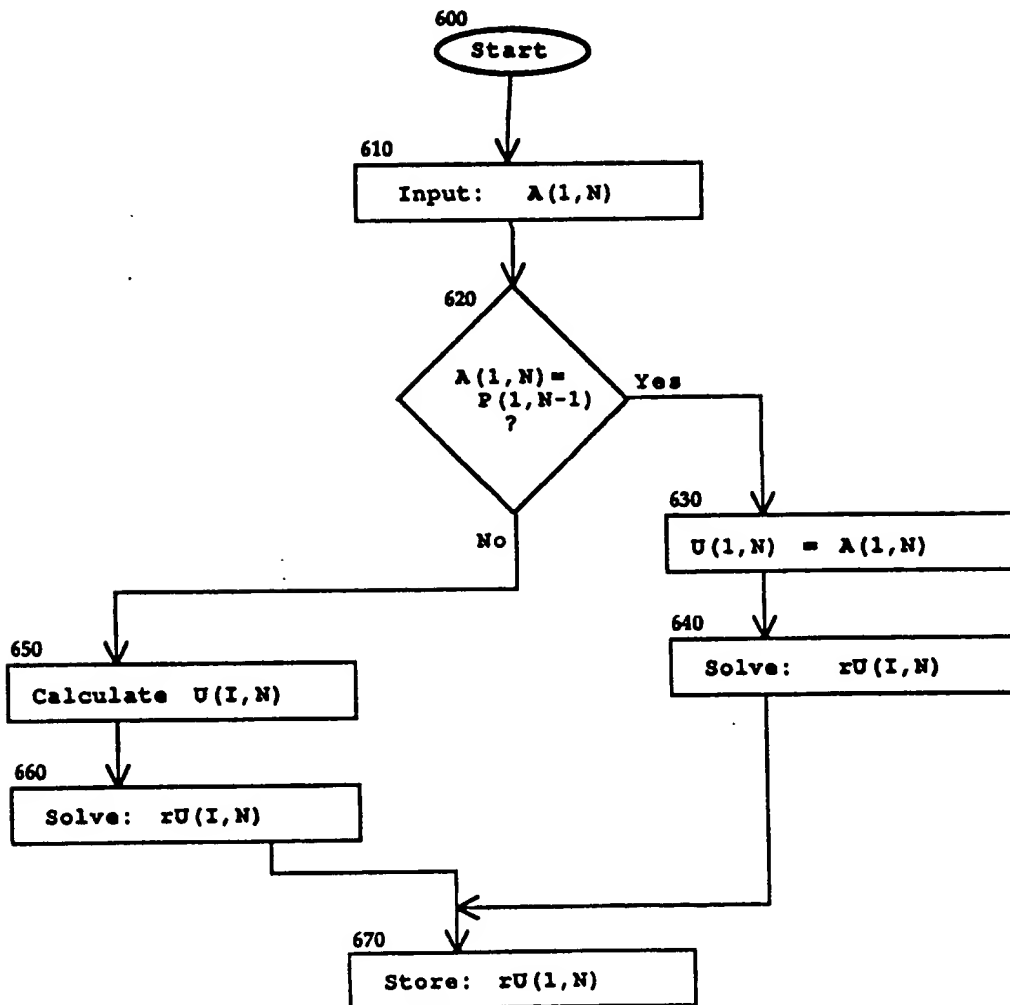 600
Start
610
Input: A(1,N)
620
A(1,N)=
P(1,N-1)
?
Yes
No
630
U(1,N) = A(1,N)
640
Solve: rU(I,N)
650
Calculate U(I,N)
660
Solve: rU(I,N)
670
Store: rU(1,N)